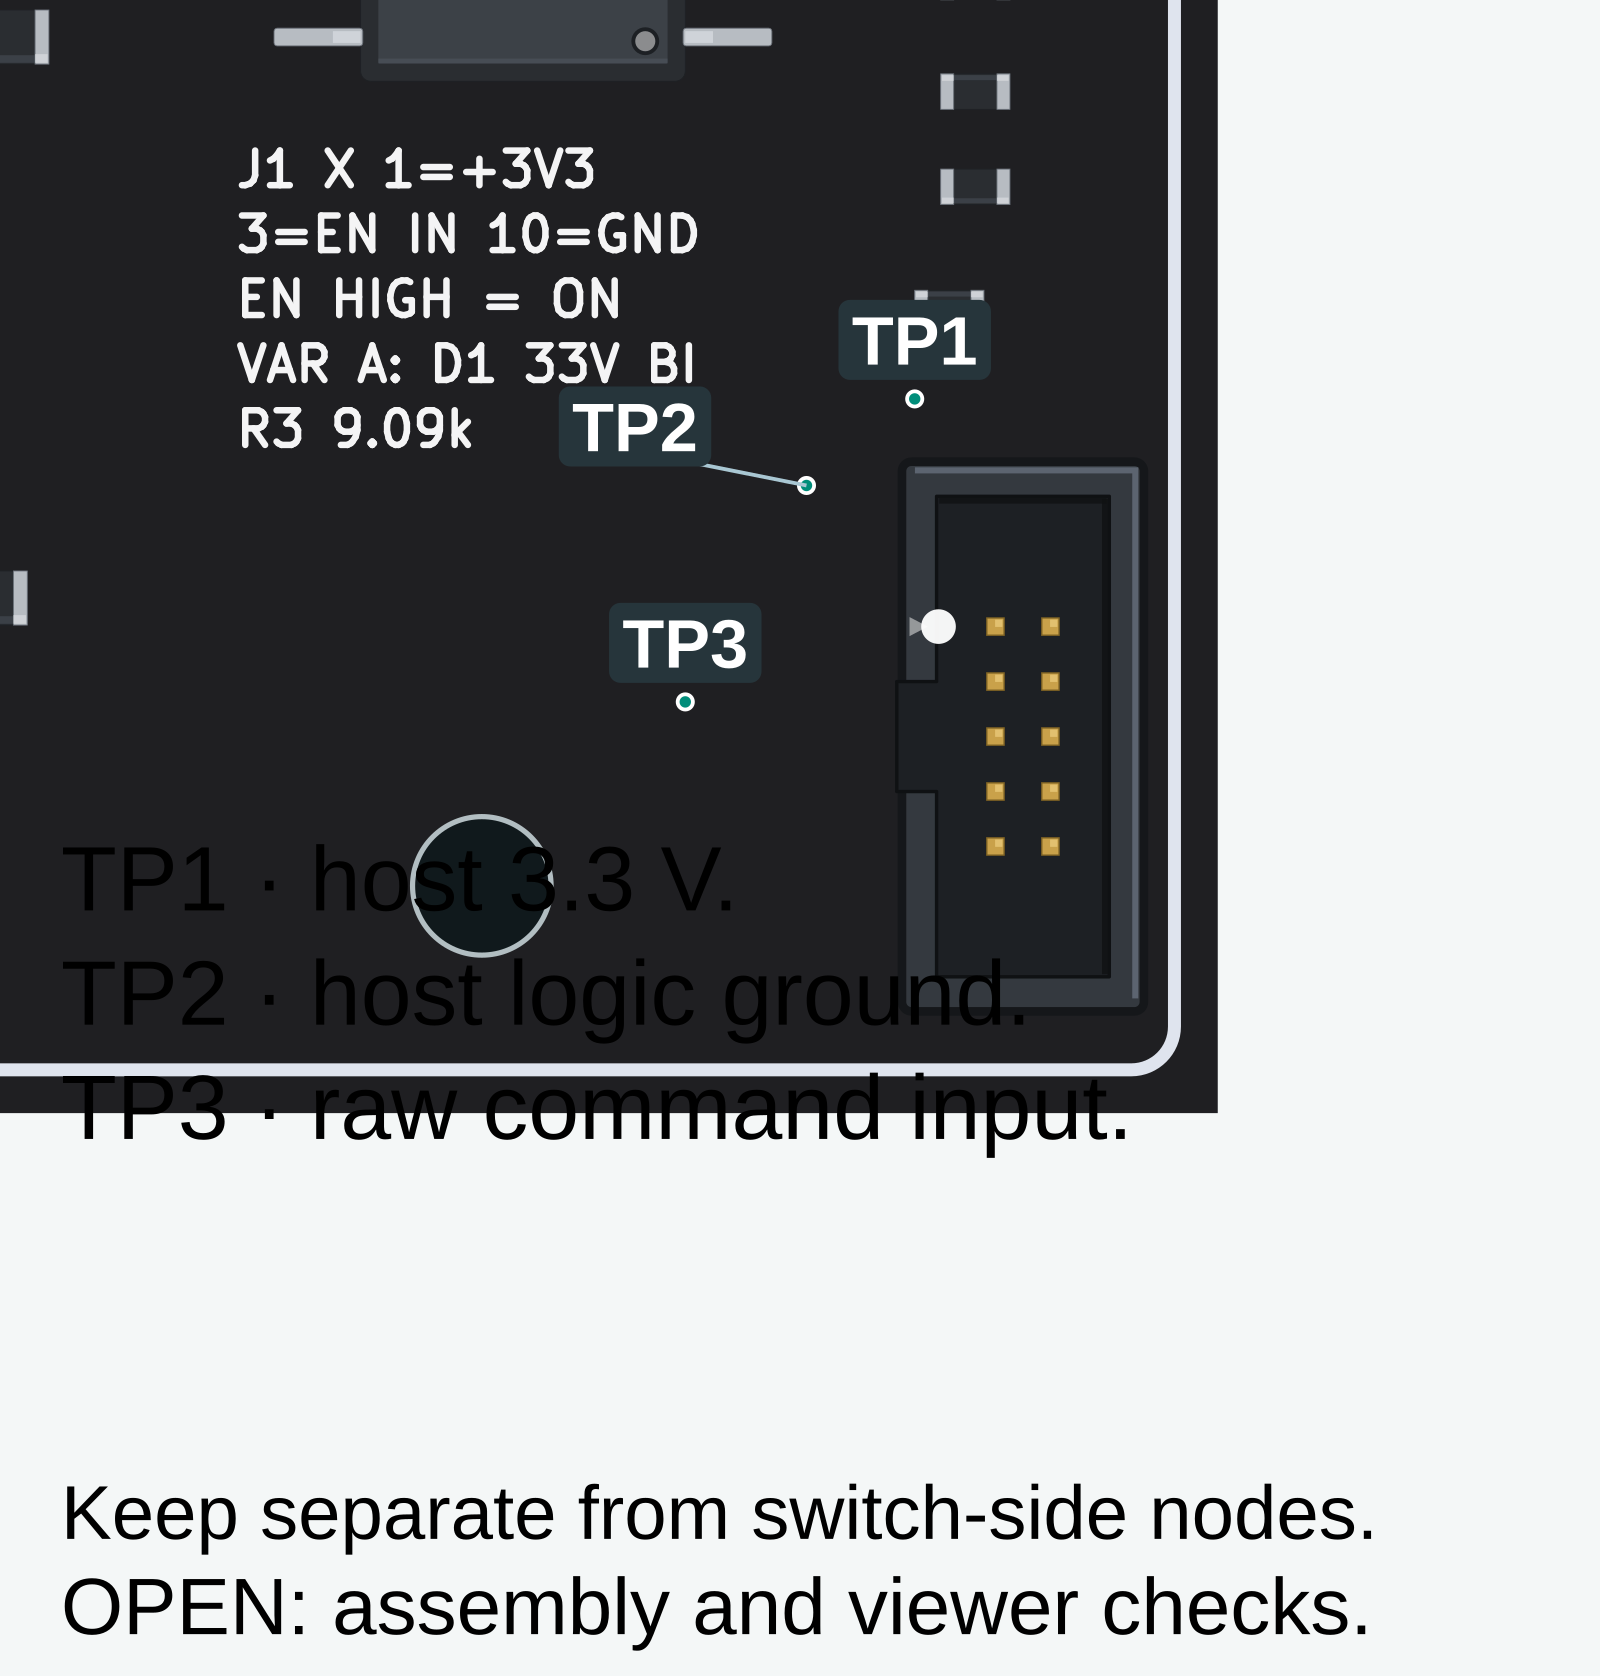 J1 X 1=+3V3
3=EN IN 10=GND
EN HIGH = ON
VAR A: D1 33V BI
R3 9.09k
TP1
TP2
TP3
TP1 · host 3.3 V.
TP2 · host logic ground.
TP3 · raw command input.
Keep separate from switch-side nodes.
OPEN: assembly and viewer checks.